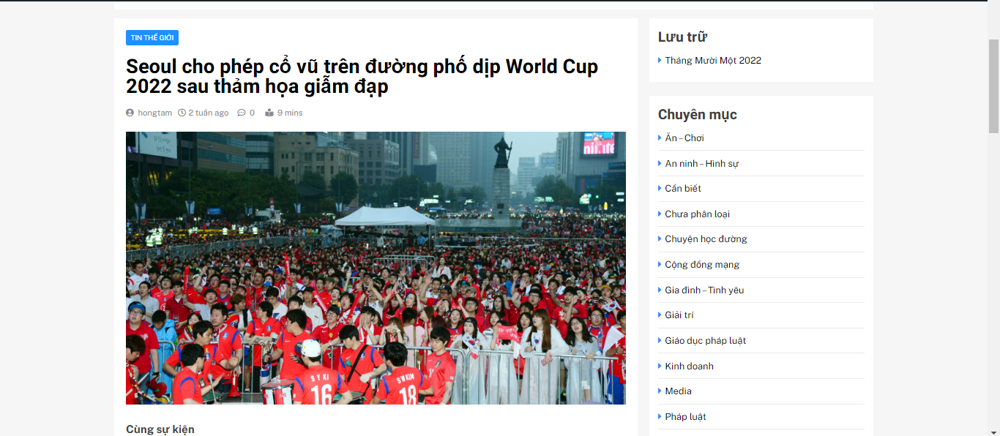 TIN THẾ GIỚI
Seoul cho phép cổ vũ trên đường phố dịp World Cup
2022 sau thảm họa giẫm đạp
hongtam 2 tuần ago 0 9 mins
S Y KI
16
S W KIM
18
Cùng sự kiện
Lưu trữ
Tháng Mười Một 2022
Chuyên mục
Ăn – Chơi
An ninh – Hình sự
Cần biết
Chưa phân loại
Chuyện học đường
Cộng đồng mạng
Gia đình – Tình yêu
Giải trí
Giáo dục pháp luật
Kinh doanh
Media
Pháp luật